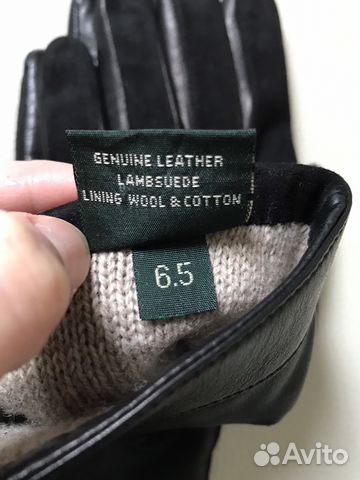 GENUINE LEATHER
LAMBSUEDE
LINING WOOL & COTTON
6.5
Avito